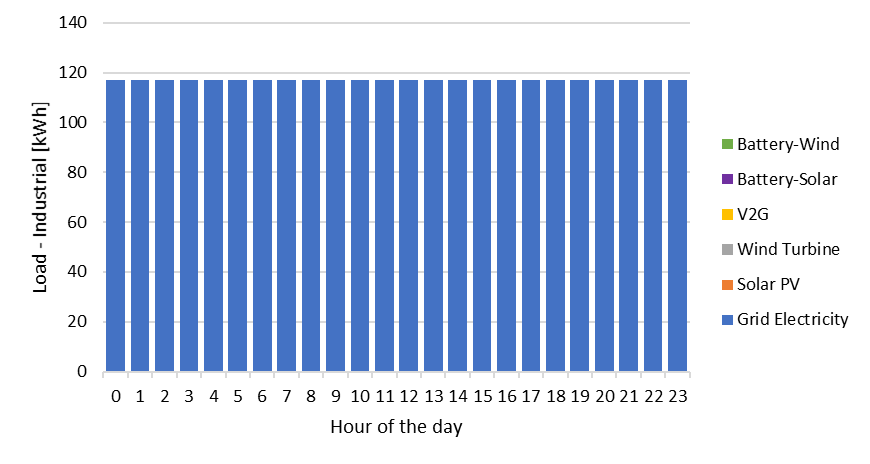 140
120
100
80
60
40
20
0
Load - Industrial [kWh]
0 1 2 3 4 5 6 7 8 9 10 11 12 13 14 15 16 17 18 19 20 21 22 23
Hour of the day
Battery-Wind
Battery-Solar
V2G
Wind Turbine
Solar PV
Grid Electricity